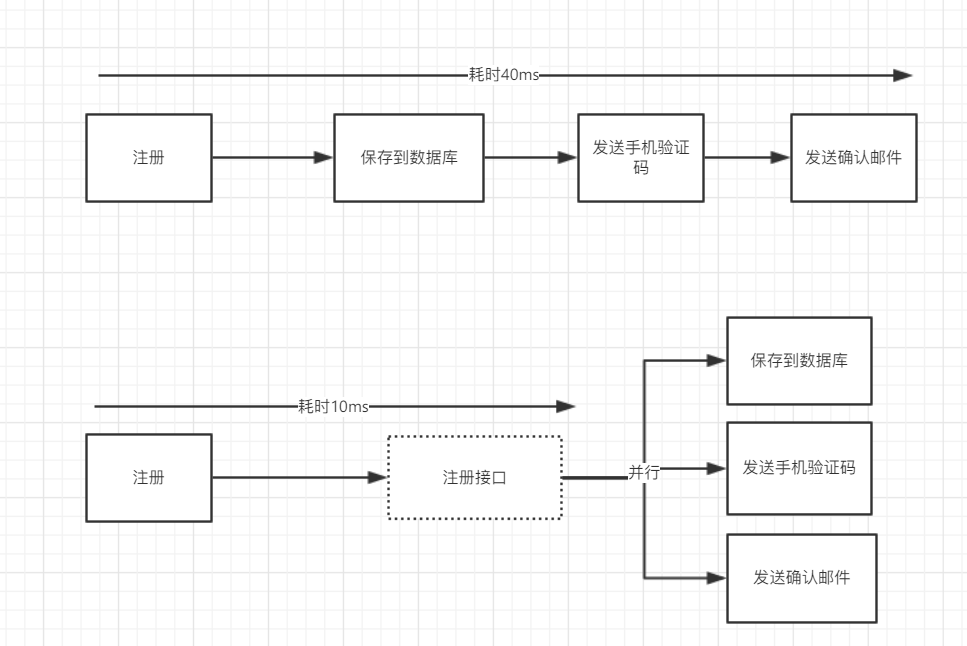 耗时40ms
注册
保存到数据库
发送手机验证
码
发送确认邮件
保存到数据库
耗时10ms
注册
注册接口
并行
发送手机验证码
发送确认邮件